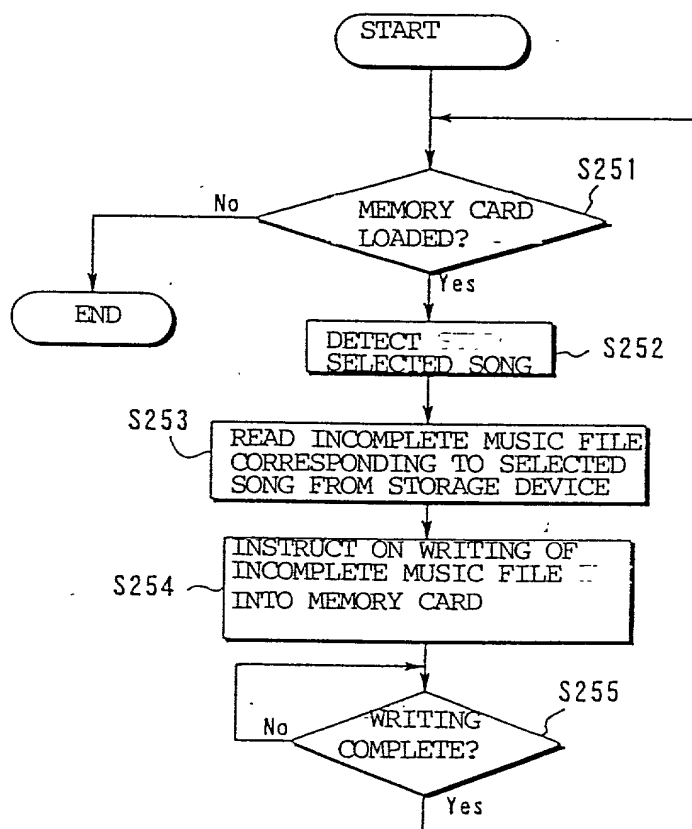 START
S251
No
MEMORY CARD
LOADED?
Yes
END
DETECT
SELECTED SONG
S252
S253
READ INCOMPLETE MUSIC FILE
CORRESPONDING TO SELECTED
SONG FROM STORAGE DEVICE
INSTRUCT ON WRITING OF
INCOMPLETE MUSIC FILE
INTO MEMORY CARD
S254
S255
No
WRITING
COMPLETE?
Yes